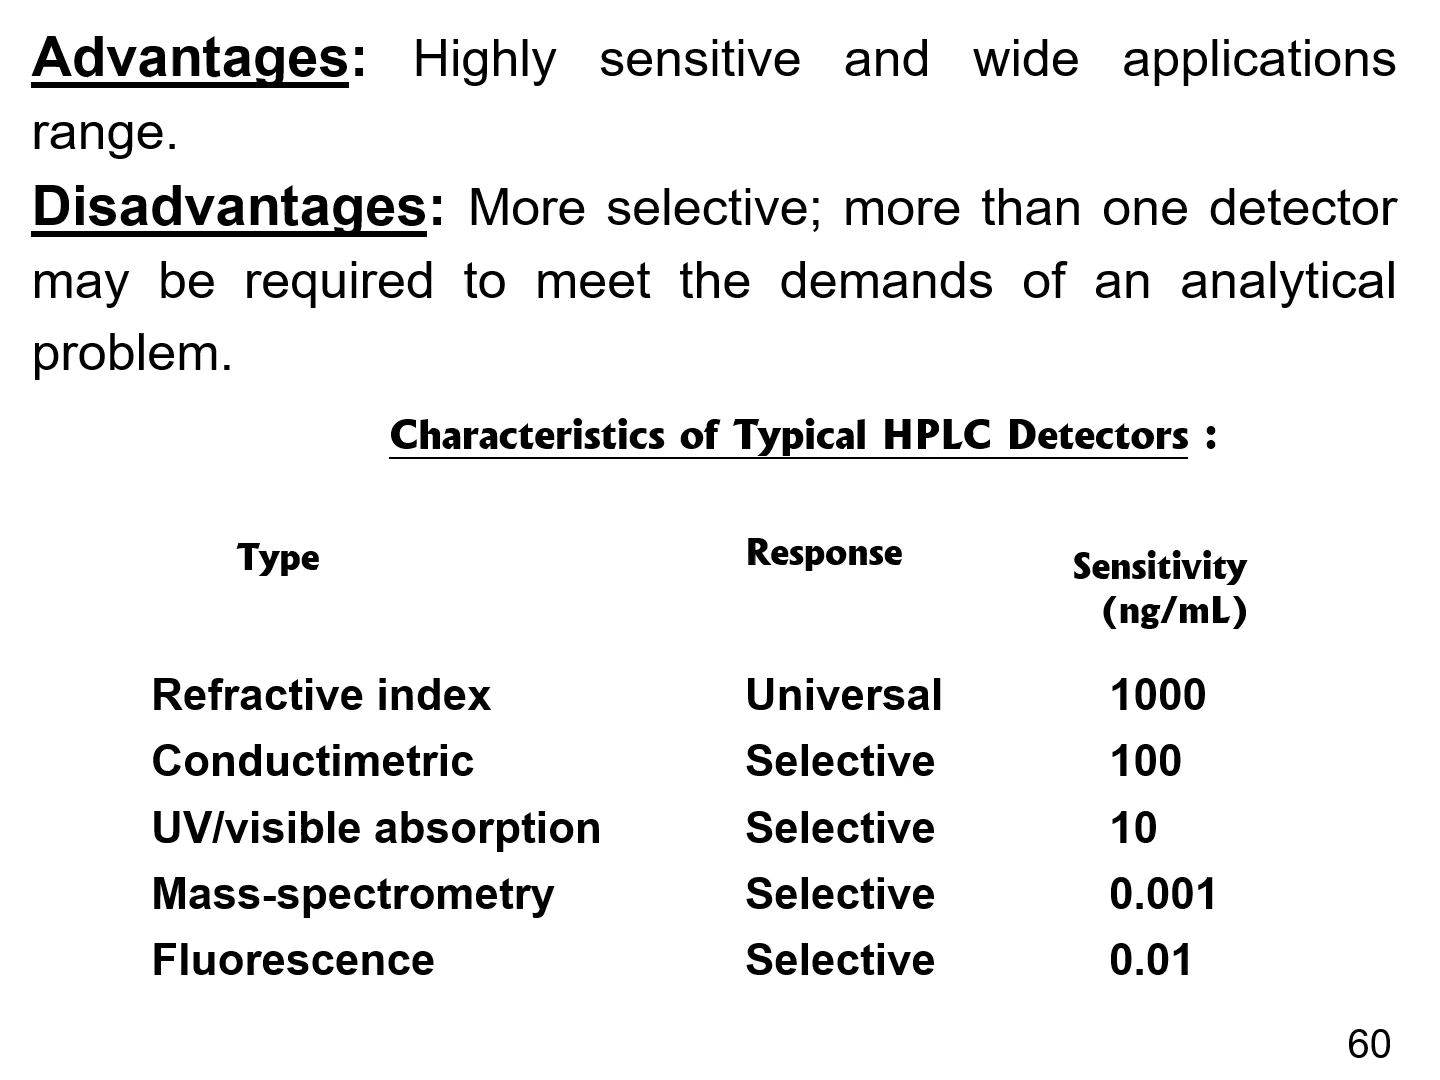 Advantages: Highly sensitive and wide applications
range.
Disadvantages: More selective; more than one detector
may be required to meet the demands of an analytical
problem.
Characteristics of Typical HPLC Detectors :
Type Response Sensitivity
(ng/mL)
Refractive index Universal 1000
Conductimetric Selective 100
UV/visible absorption Selective 10
Mass-spectrometry Selective 0.001
Fluorescence Selective 0.01
60